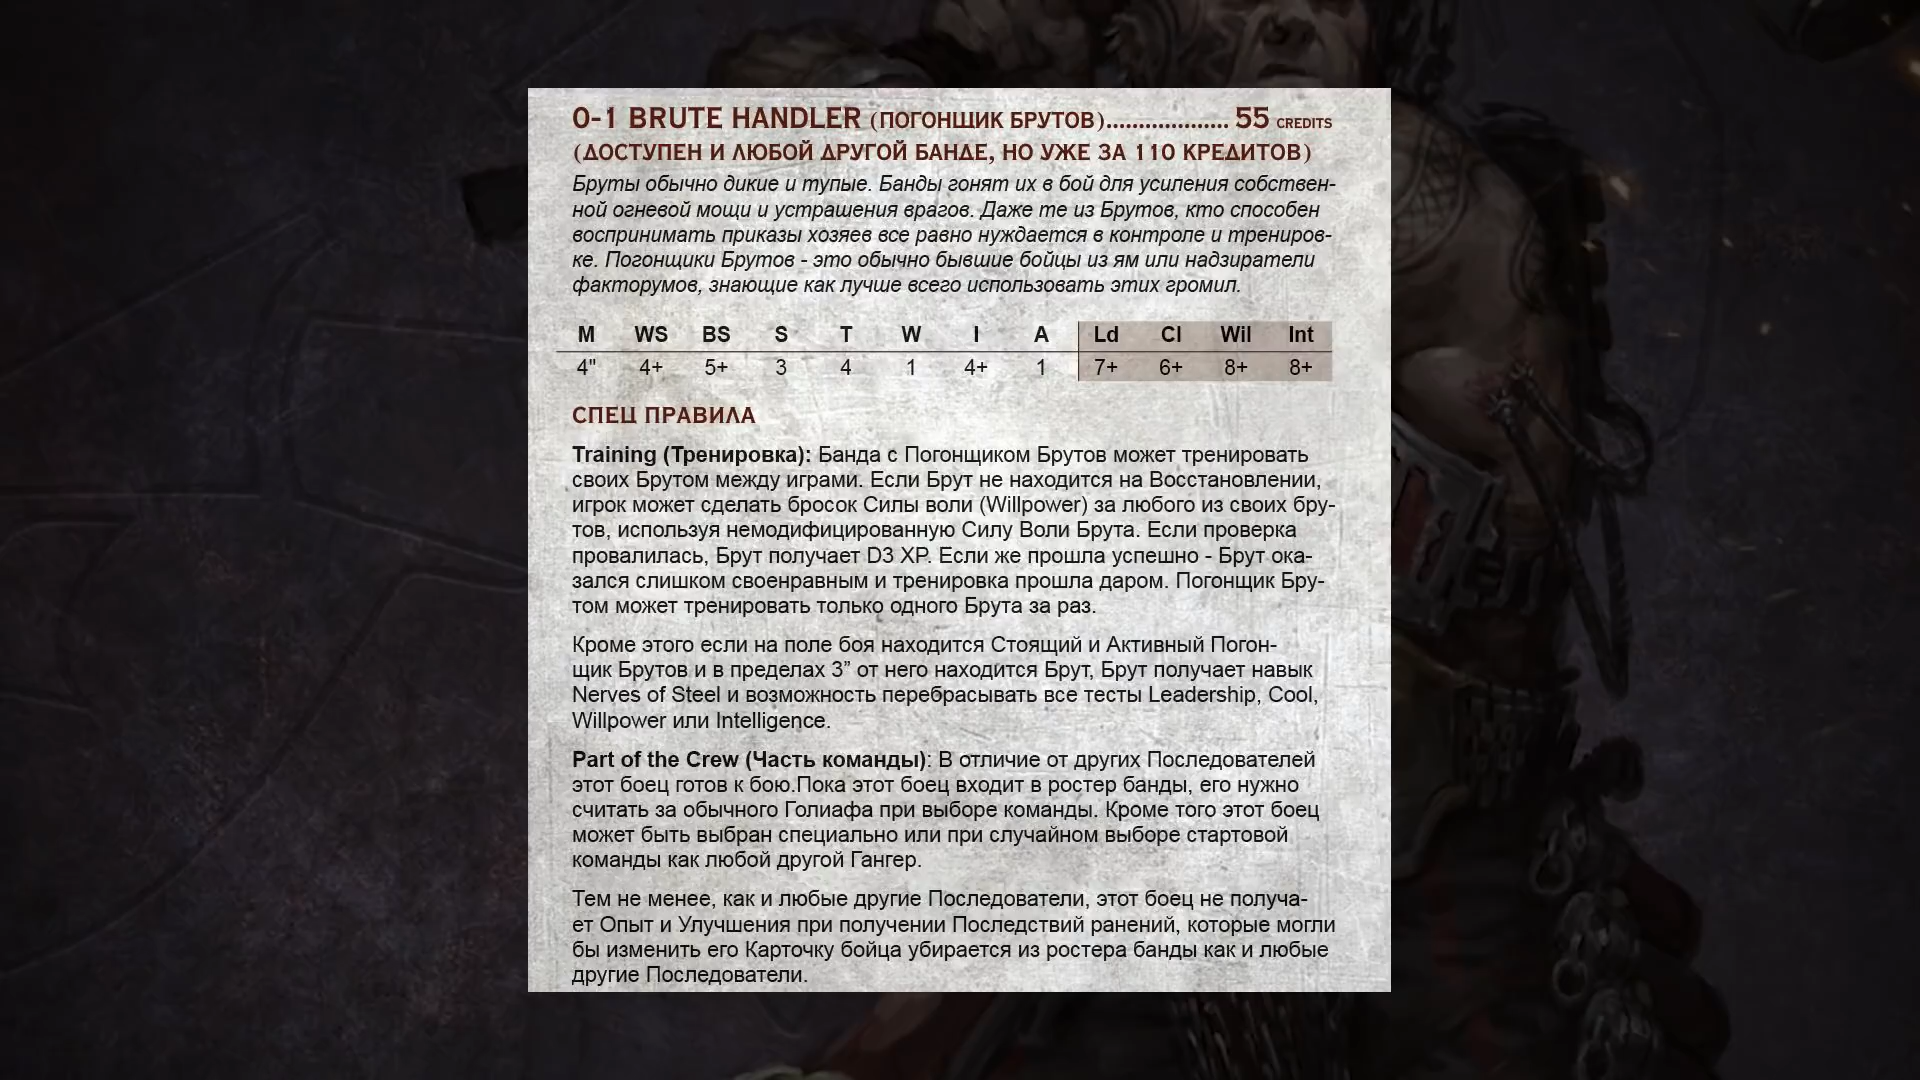 0-1 BRUTE HANDLER (ПОГОНЩИК БРУТОВ)................... 55 CREDITS
(ДОСТУПЕН И ЛЮБОЙ ДРУГОЙ БАНДЕ, НО УЖЕ ЗА 110 КРЕДИТОВ)
Бруты обычно дикие и тупые. Банды гонят их в бой для усиления собствен-
ной огневой мощи и устрашения врагов. Даже те из Брутов, кто способен
воспринимать приказы хозяев все равно нуждается в контроле и трениров-
ке. Погонщики Брутов - это обычно бывшие бойцы из ям или надзиратели
факторумов, знающие как лучше всего использовать этих громил.
M WS BS S T W I A Ld Cl Wil Int
4" 4+ 5+ 3 4 1 4+ 1 7+ 6+ 8+ 8+
СПЕЦ ПРАВИЛА
Training (Тренировка): Банда с Погонщиком Брутов может тренировать
своих Брутом между играми. Если Брут не находится на Восстановлении,
игрок может сделать бросок Силы воли (Willpower) за любого из своих бру-
тов, используя немодифицированную Силу Воли Брута. Если проверка
провалилась, Брут получает D3 XP. Если же прошла успешно - Брут ока-
зался слишком своенравным и тренировка прошла даром. Погонщик Бру-
том может тренировать только одного Брута за раз.
Кроме этого если на поле боя находится Стоящий и Активный Погон-
щик Брутов и в пределах 3” от него находится Брут, Брут получает навык
Nerves of Steel и возможность перебрасывать все тесты Leadership, Cool,
Willpower или Intelligence.
Part of the Crew (Часть команды): В отличие от других Последователей
этот боец готов к бою.Пока этот боец входит в ростер банды, его нужно
считать за обычного Голиафа при выборе команды. Кроме того этот боец
может быть выбран специально или при случайном выборе стартовой
команды как любой другой Гангер.
Тем не менее, как и любые другие Последователи, этот боец не получа-
ет Опыт и Улучшения при получении Последствий ранений, которые могли
бы изменить его Карточку бойца убирается из ростера банды как и любые
другие Последователи.